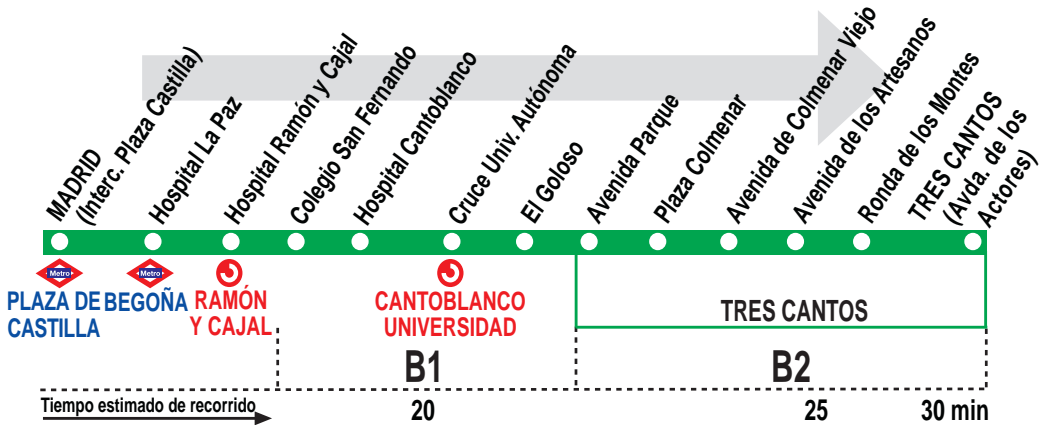 MADRID
(Interc. Plaza Castilla)
Hospital La Paz
Hospital Ramón y Cajal
Colegio San Fernando
Hospital Cantoblanco
Cruce Univ. Autónoma
El Goloso
Avenida Parque
Plaza Colmenar
Avenida de Colmenar Viejo
Avenida de los Artesanos
Ronda de los Montes
TRES CANTOS
(Avda. de los
Actores)
Metro
Metro
PLAZA DE
CASTILLA
BEGOÑA
RAMÓN
Y CAJAL
CANTOBLANCO
UNIVERSIDAD
TRES CANTOS
B1
B2
Tiempo estimado de recorrido
20
25
30 min